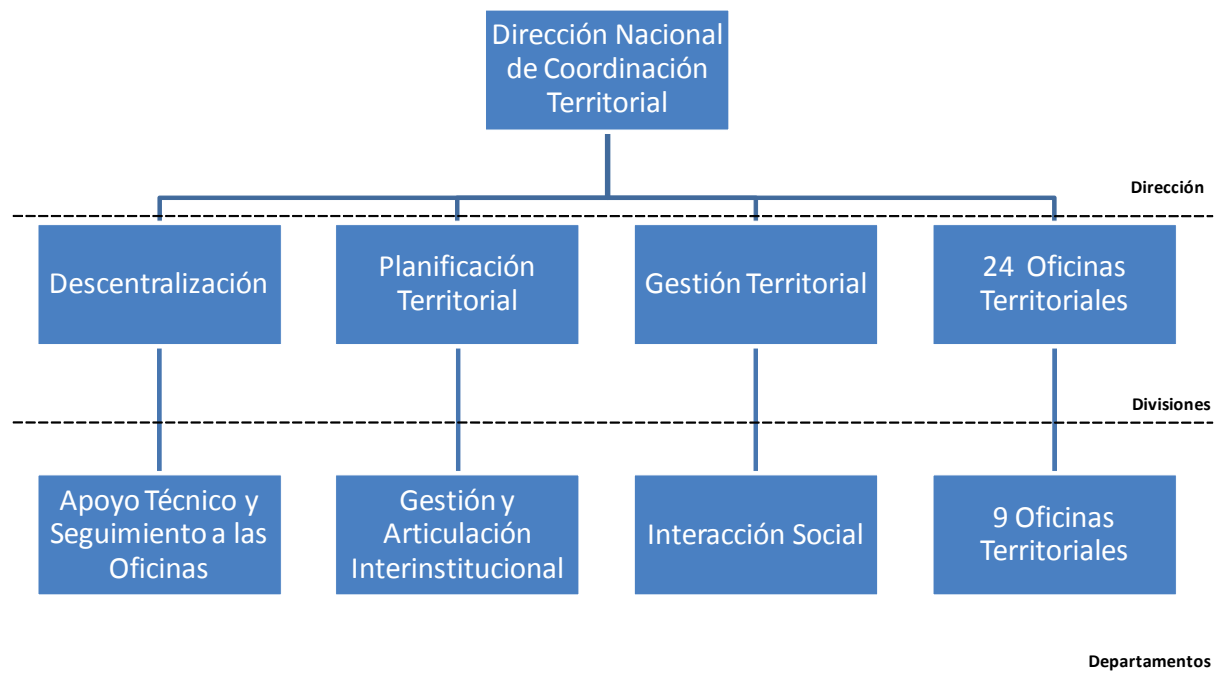 Dirección Nacional
de Coordinación
Territorial
Dirección
Descentralización
Planificación
Territorial
Gestión Territorial
24 Oficinas
Territoriales
Divisiones
Apoyo Técnico y
Seguimiento a las
Oficinas
Gestión y
Articulación
Interinstitucional
Interacción Social
9 Oficinas
Territoriales
Departamentos